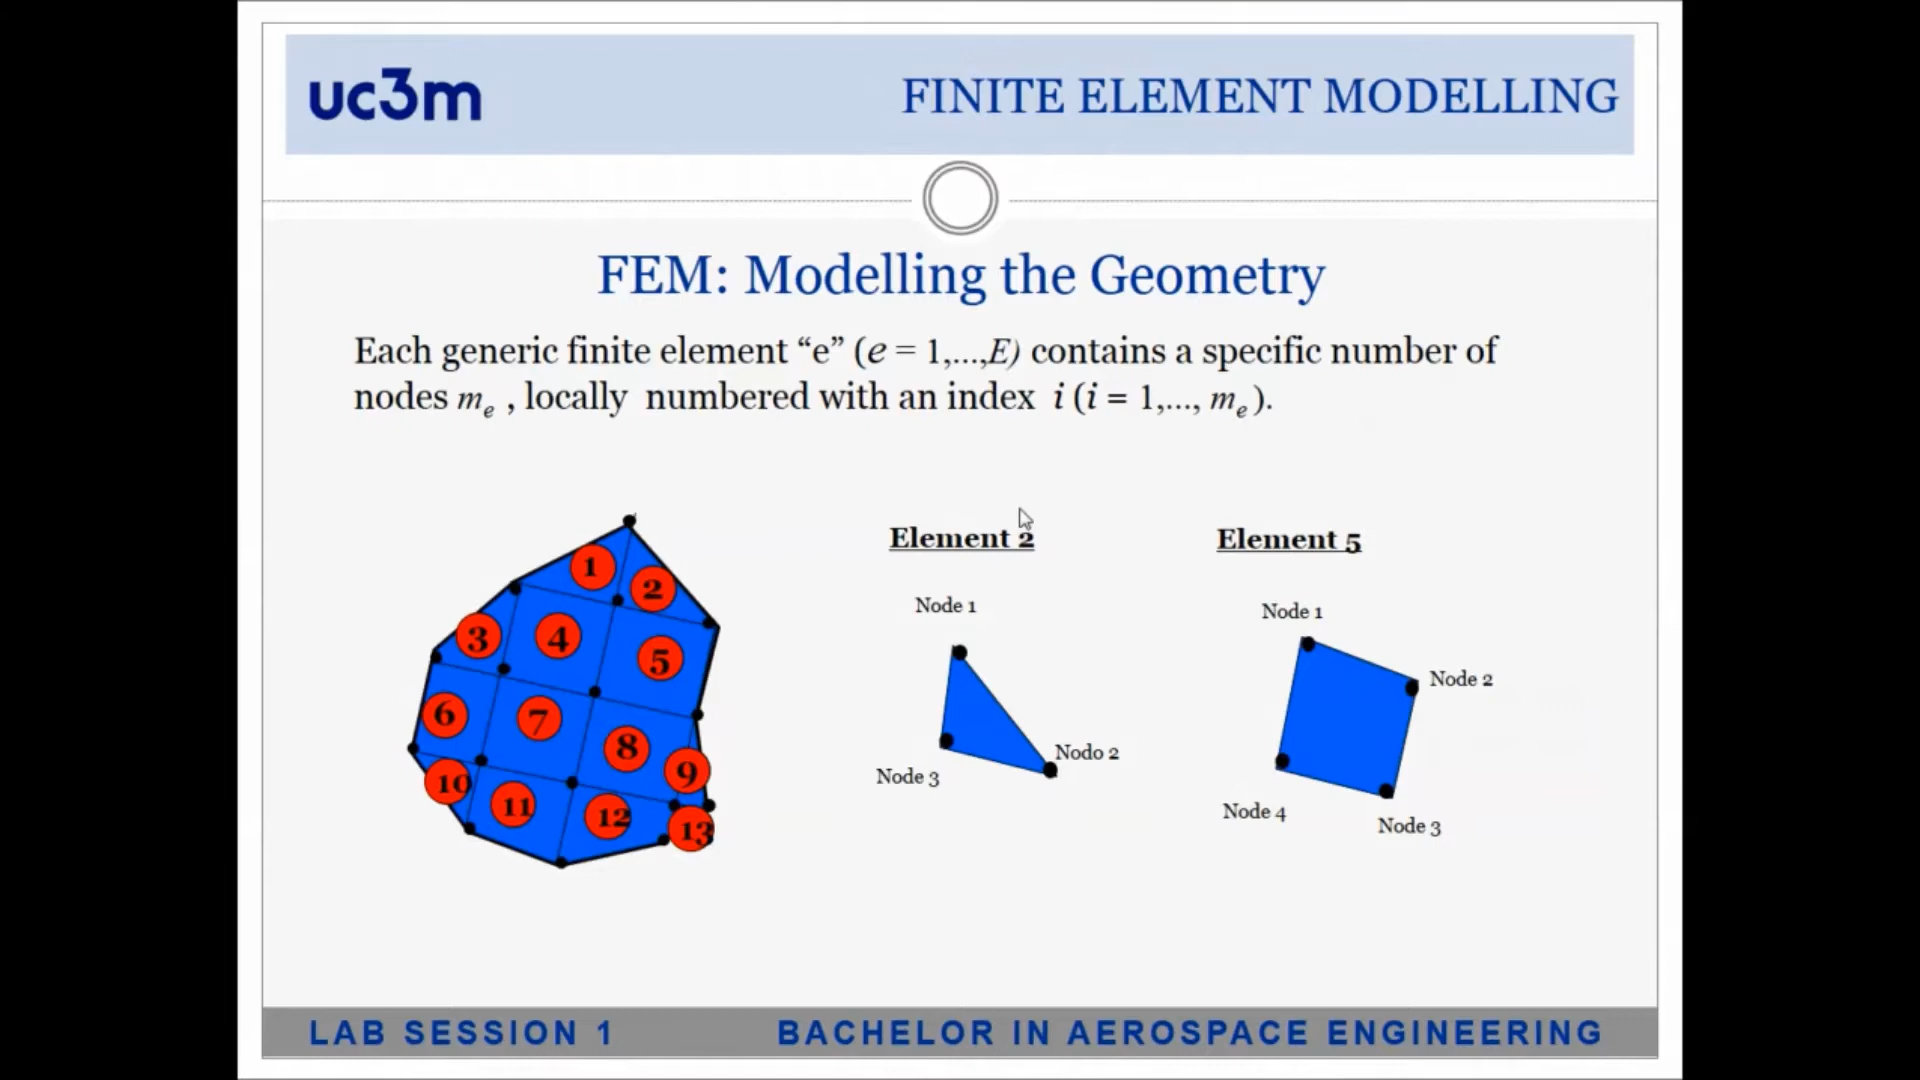 uc3m
FINITE ELEMENT MODELLING
FEM: Modelling the Geometry
Each generic finite element “e” (e = 1,...,E) contains a specific number of
nodes mₑ , locally numbered with an index i (i = 1,..., mₑ ).
1
2
3
4
5
6
7
8
9
10
11
12
13
Element 2
Node 1
Nodo 2
Node 3
Element 5
Node 1
Node 2
Node 4
Node 3
LAB SESSION 1
BACHELOR IN AEROSPACE ENGINEERING